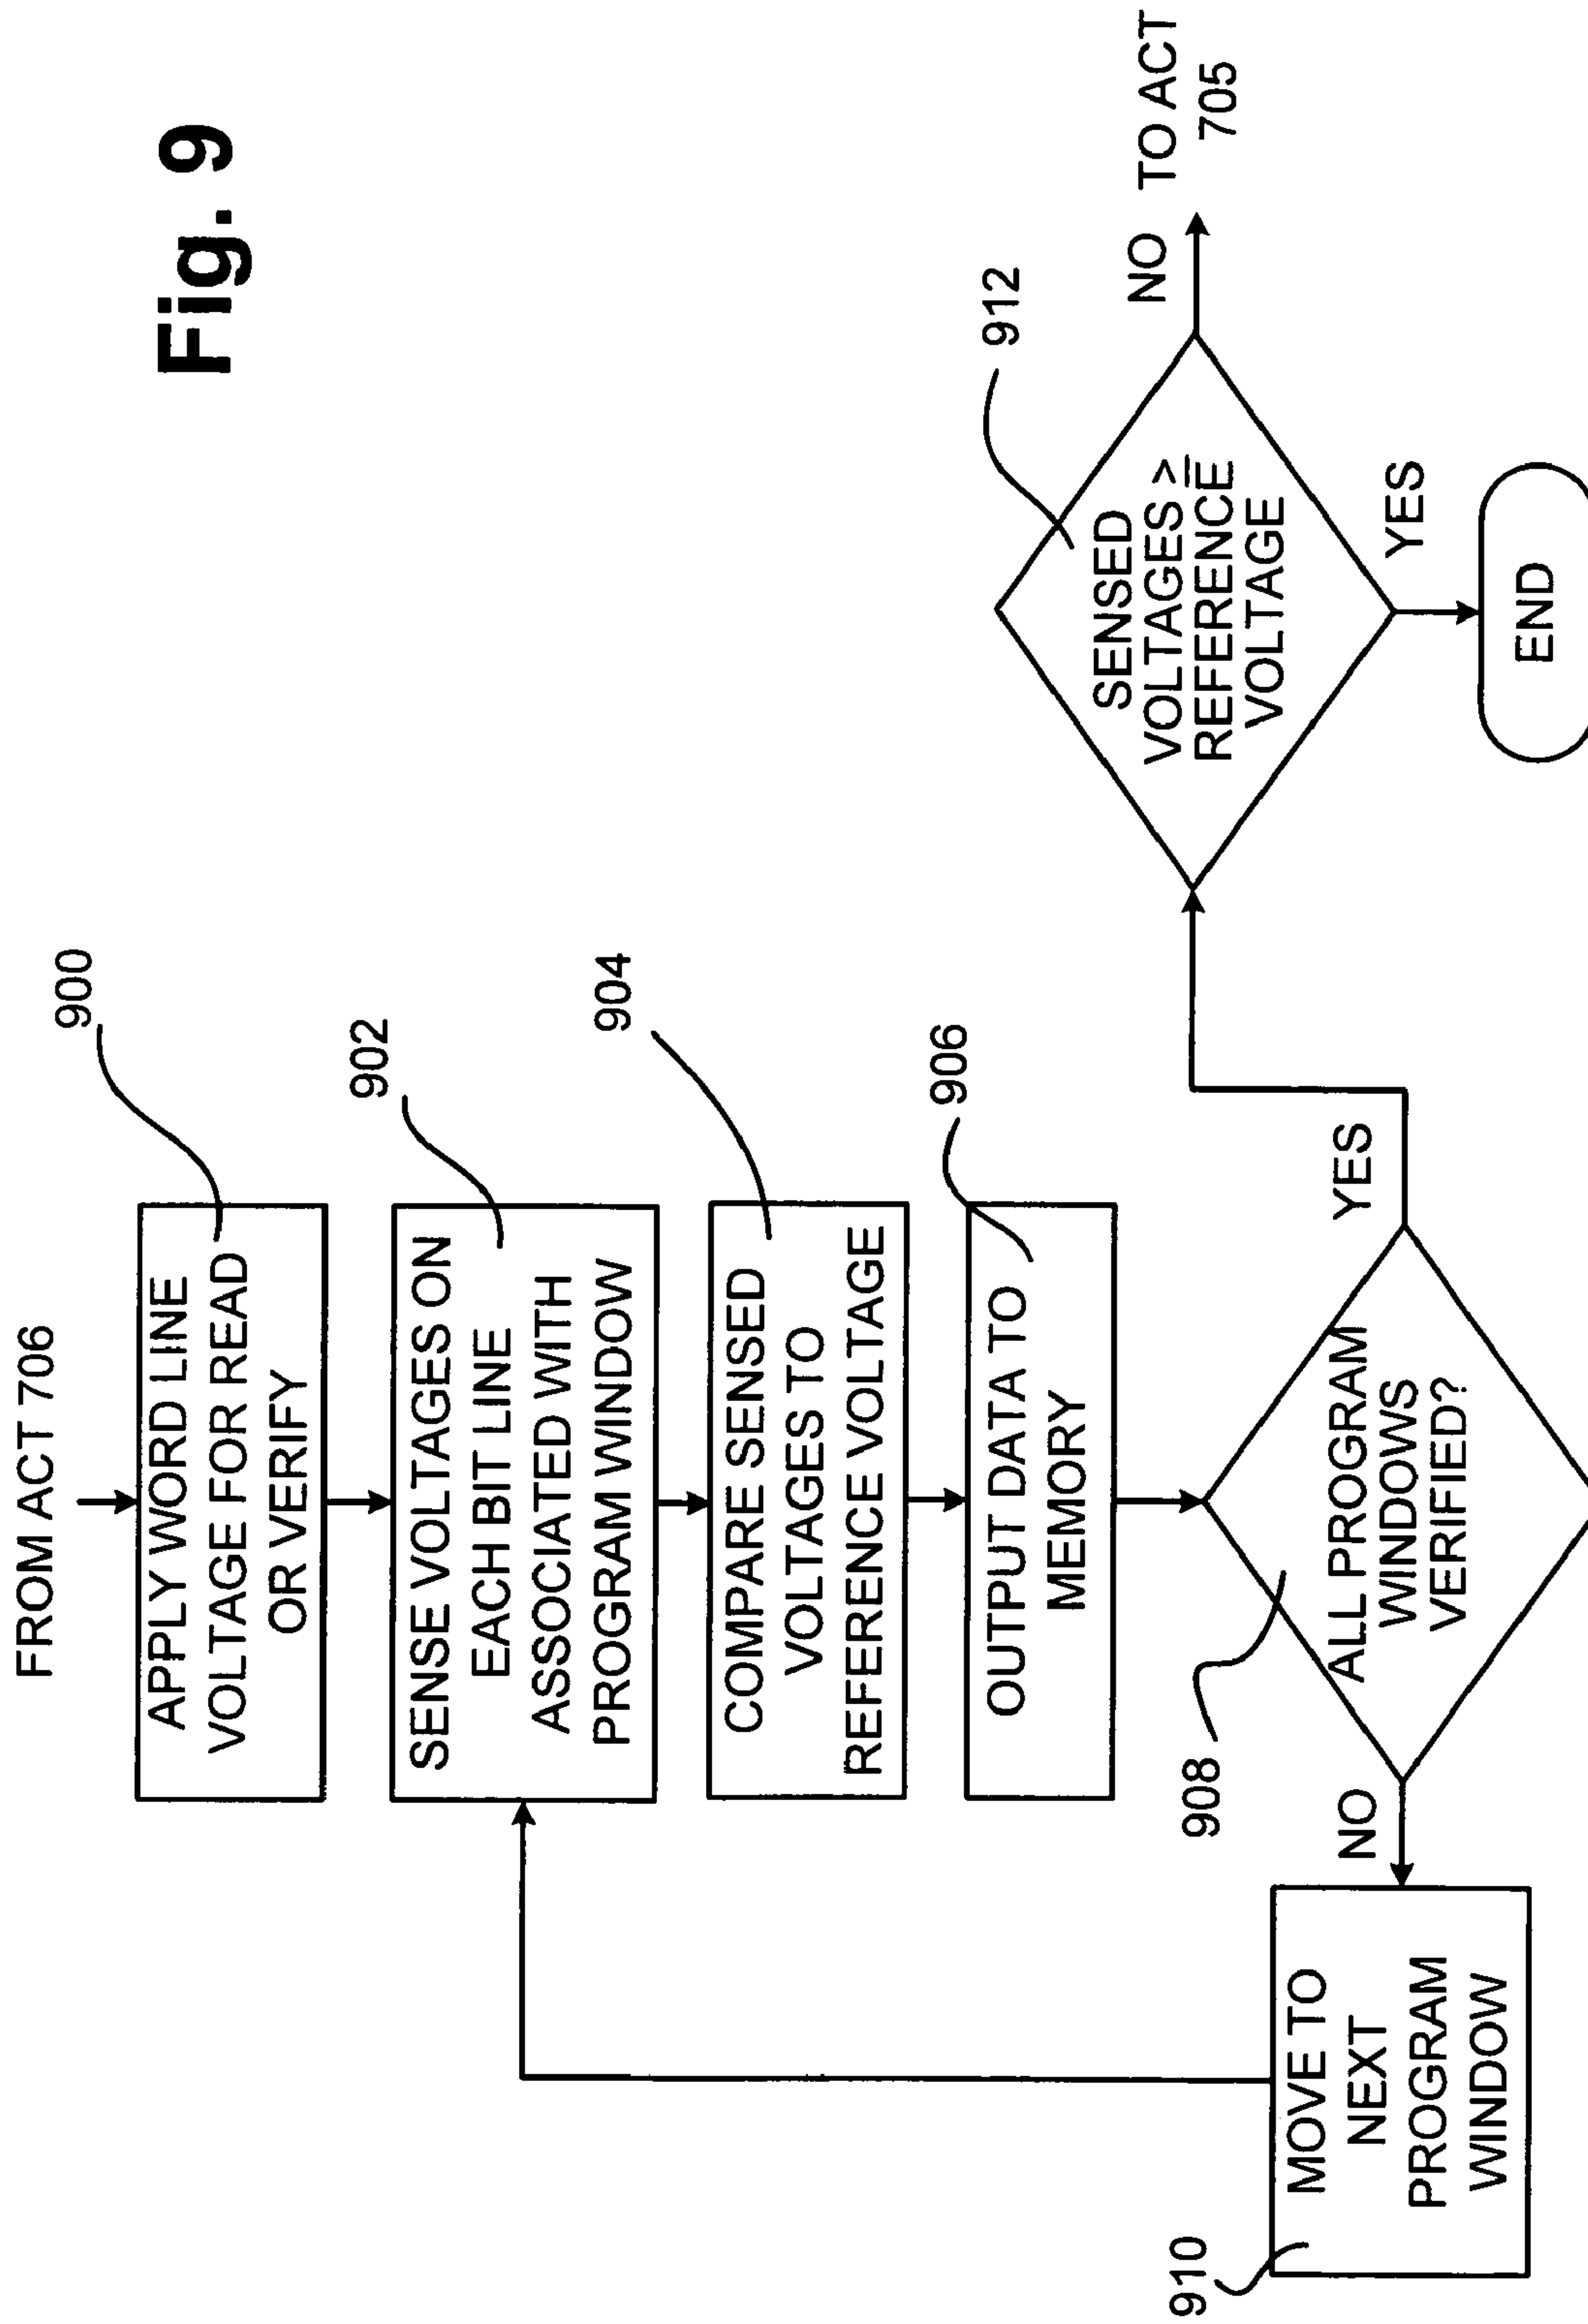 Fig. 9
FROM ACT 706
900
APPLY WORD LINE
VOLTAGE FOR READ
OR VERIFY
902
SENSE VOLTAGES ON
EACH BIT LINE
ASSOCIATED WITH
PROGRAM WINDOW
904
COMPARE SENSED
VOLTAGES TO
REFERENCE VOLTAGE
906
OUTPUT DATA TO
MEMORY
908
ALL PROGRAM
WINDOWS
VERIFIED?
NO
YES
910
MOVE TO
NEXT
PROGRAM
WINDOW
912
SENSED
VOLTAGES ≥
REFERENCE
VOLTAGE
NO
TO ACT
705
YES
END